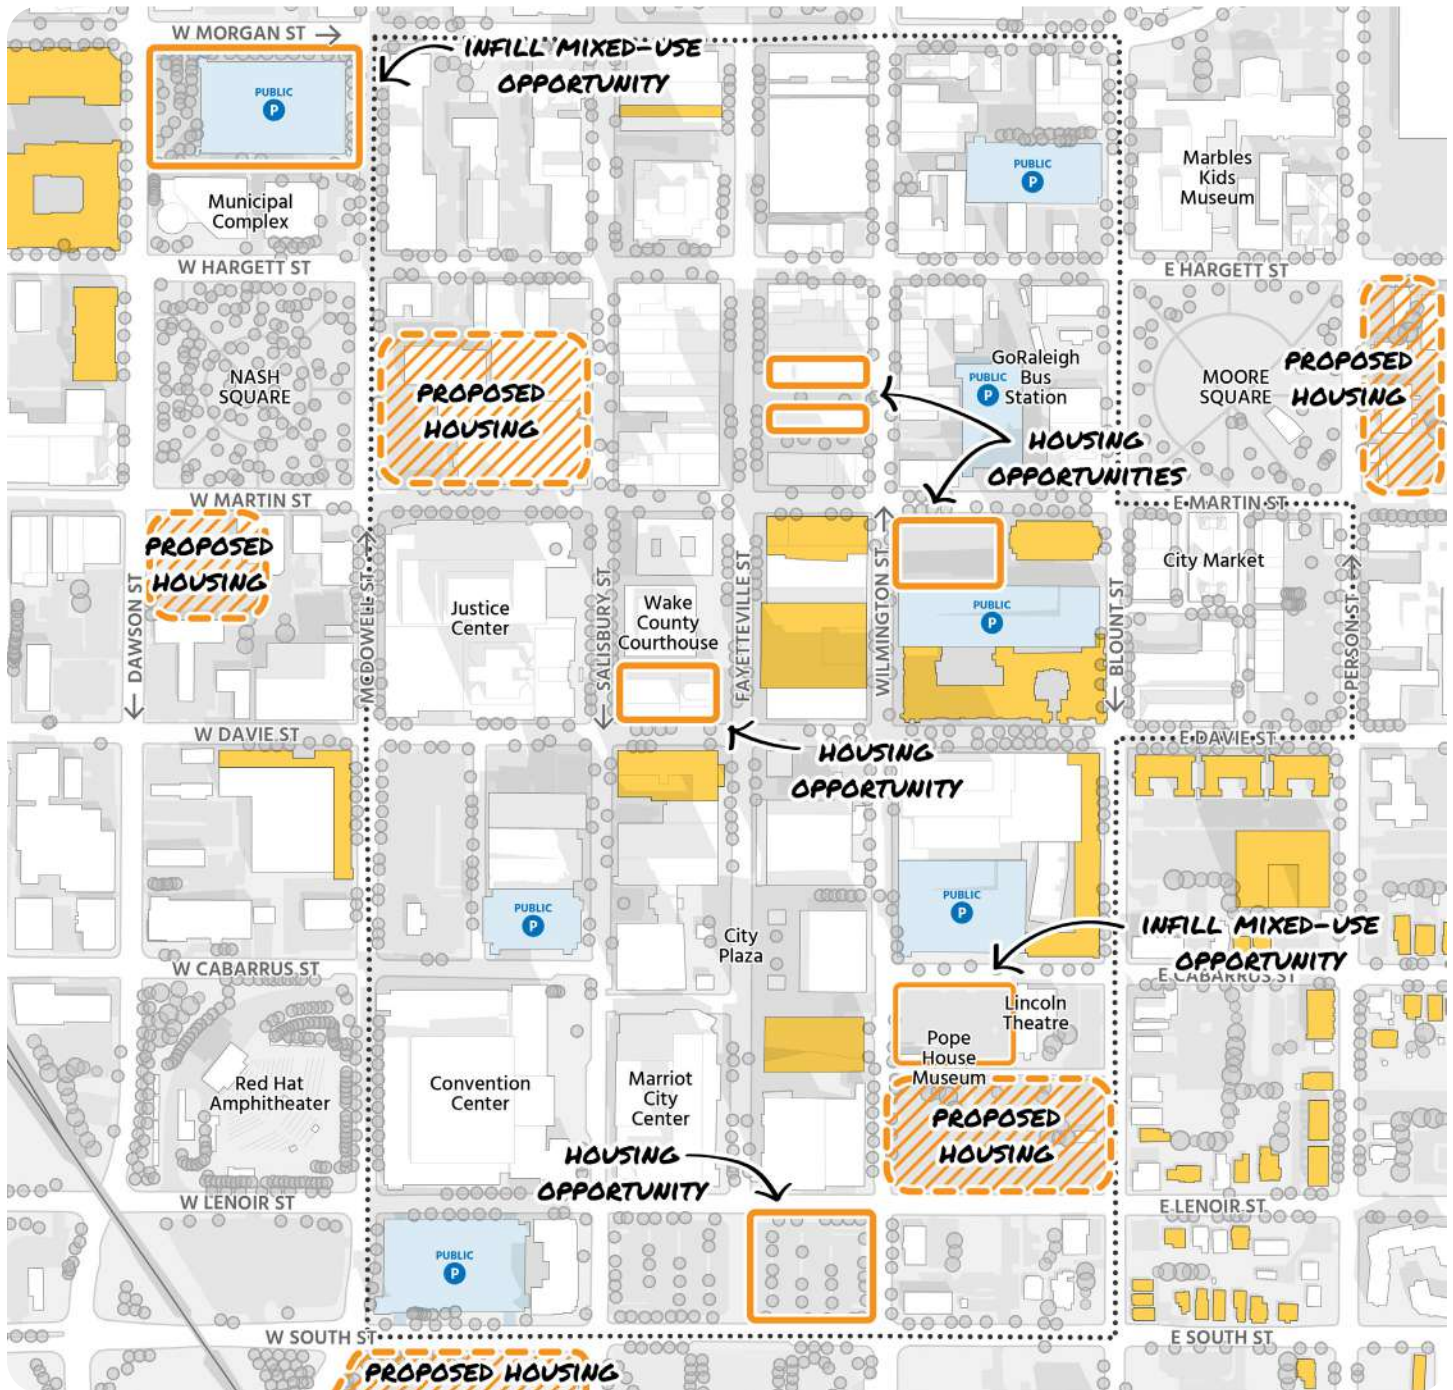 W MORGAN ST →
INFILL MIXED-USE
OPPORTUNITY
PUBLIC
P
PUBLIC
P
Municipal
Complex
Marbles
Kids
Museum
W HARGETT ST
E HARGETT ST
NASH
SQUARE
PROPOSED
HOUSING
PUBLIC
P
GoRaleigh
Bus
Station
MOORE
SQUARE
PROPOSED
HOUSING
HOUSING
OPPORTUNITIES
W MARTIN ST
E MARTIN ST
PROPOSED
HOUSING
← DAWSON ST
MCDOWELL ST →
Justice
Center
← SALISBURY ST
Wake
County
Courthouse
FAYETTEVILLE ST
WILMINGTON ST →
PUBLIC
P
← BLOUNT ST
City Market
PERSON ST →
W DAVIE ST
E DAVIE ST
HOUSING
OPPORTUNITY
PUBLIC
P
City
Plaza
PUBLIC
P
INFILL MIXED-USE
OPPORTUNITY
W CABARRUS ST
E CABARRUS ST
Red Hat
Amphitheater
Convention
Center
Marriot
City
Center
Lincoln
Theatre
Pope
House
Museum
PROPOSED
HOUSING
HOUSING
OPPORTUNITY
W LENOIR ST
E LENOIR ST
PUBLIC
P
W SOUTH ST
E SOUTH ST
PROPOSED HOUSING